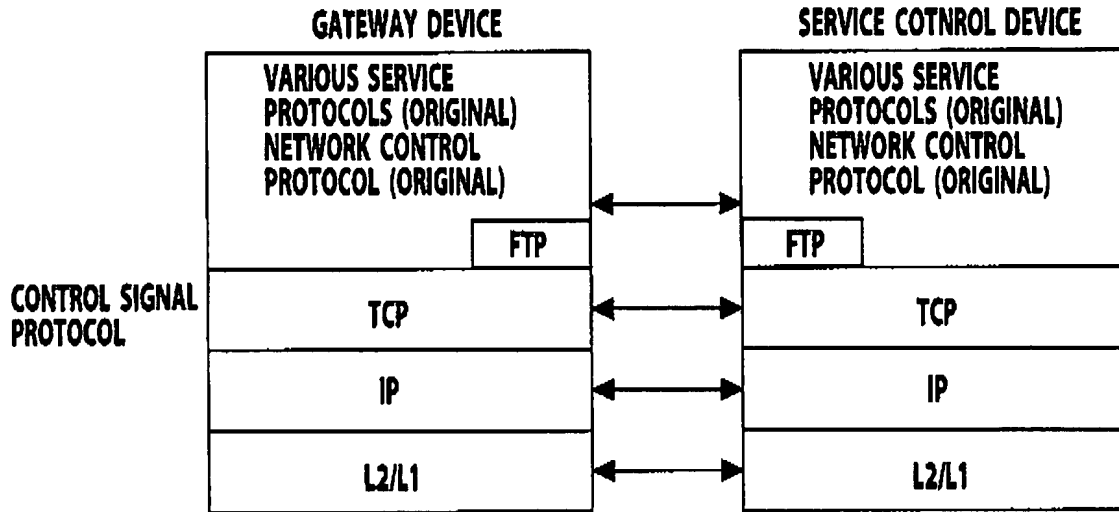 GATEWAY DEVICE
SERVICE COTNROL DEVICE
VARIOUS SERVICE
PROTOCOLS (ORIGINAL)
NETWORK CONTROL
PROTOCOL (ORIGINAL)
VARIOUS SERVICE
PROTOCOLS (ORIGINAL)
NETWORK CONTROL
PROTOCOL (ORIGINAL)
FTP
FTP
CONTROL SIGNAL
PROTOCOL
TCP
TCP
IP
IP
L2/L1
L2/L1